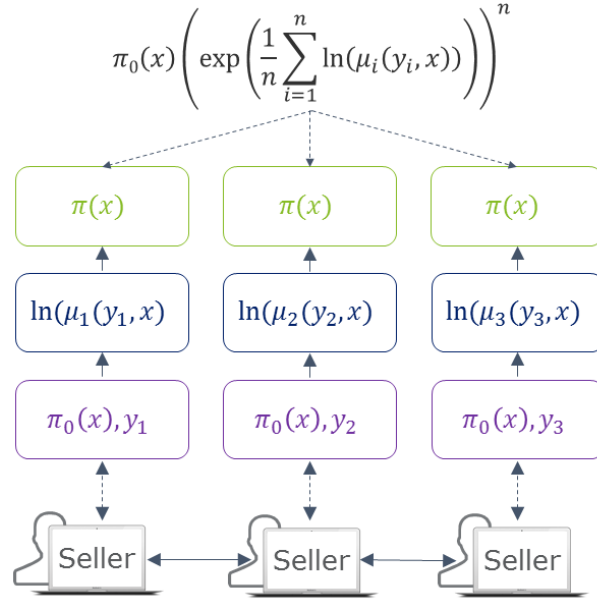 π₀(x) (exp (1/n ∑ᵢ₌₁ⁿ ln(μᵢ(yᵢ, x))))ⁿ
π(x) π(x) π(x)
ln(μ₁(y₁, x) ln(μ₂(y₂, x) ln(μ₃(y₃, x)
π₀(x), y₁ π₀(x), y₂ π₀(x), y₃
Seller Seller Seller